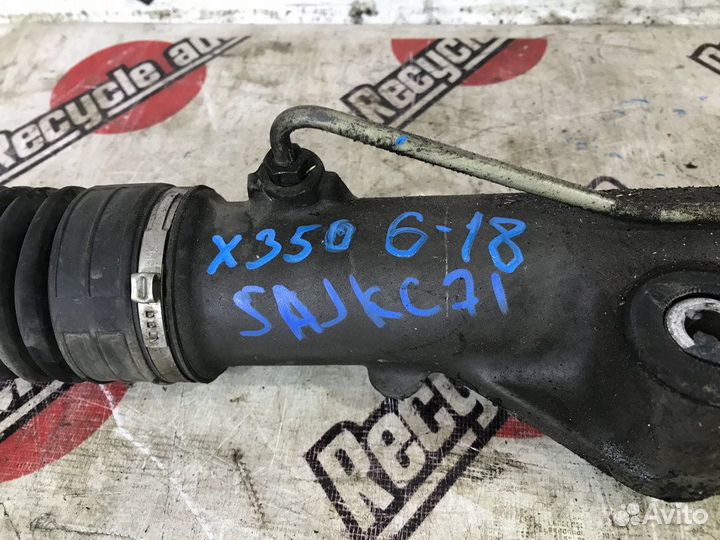 Recycle
Recycle
x350 6-18
SAJKC71
Recyc
Avito